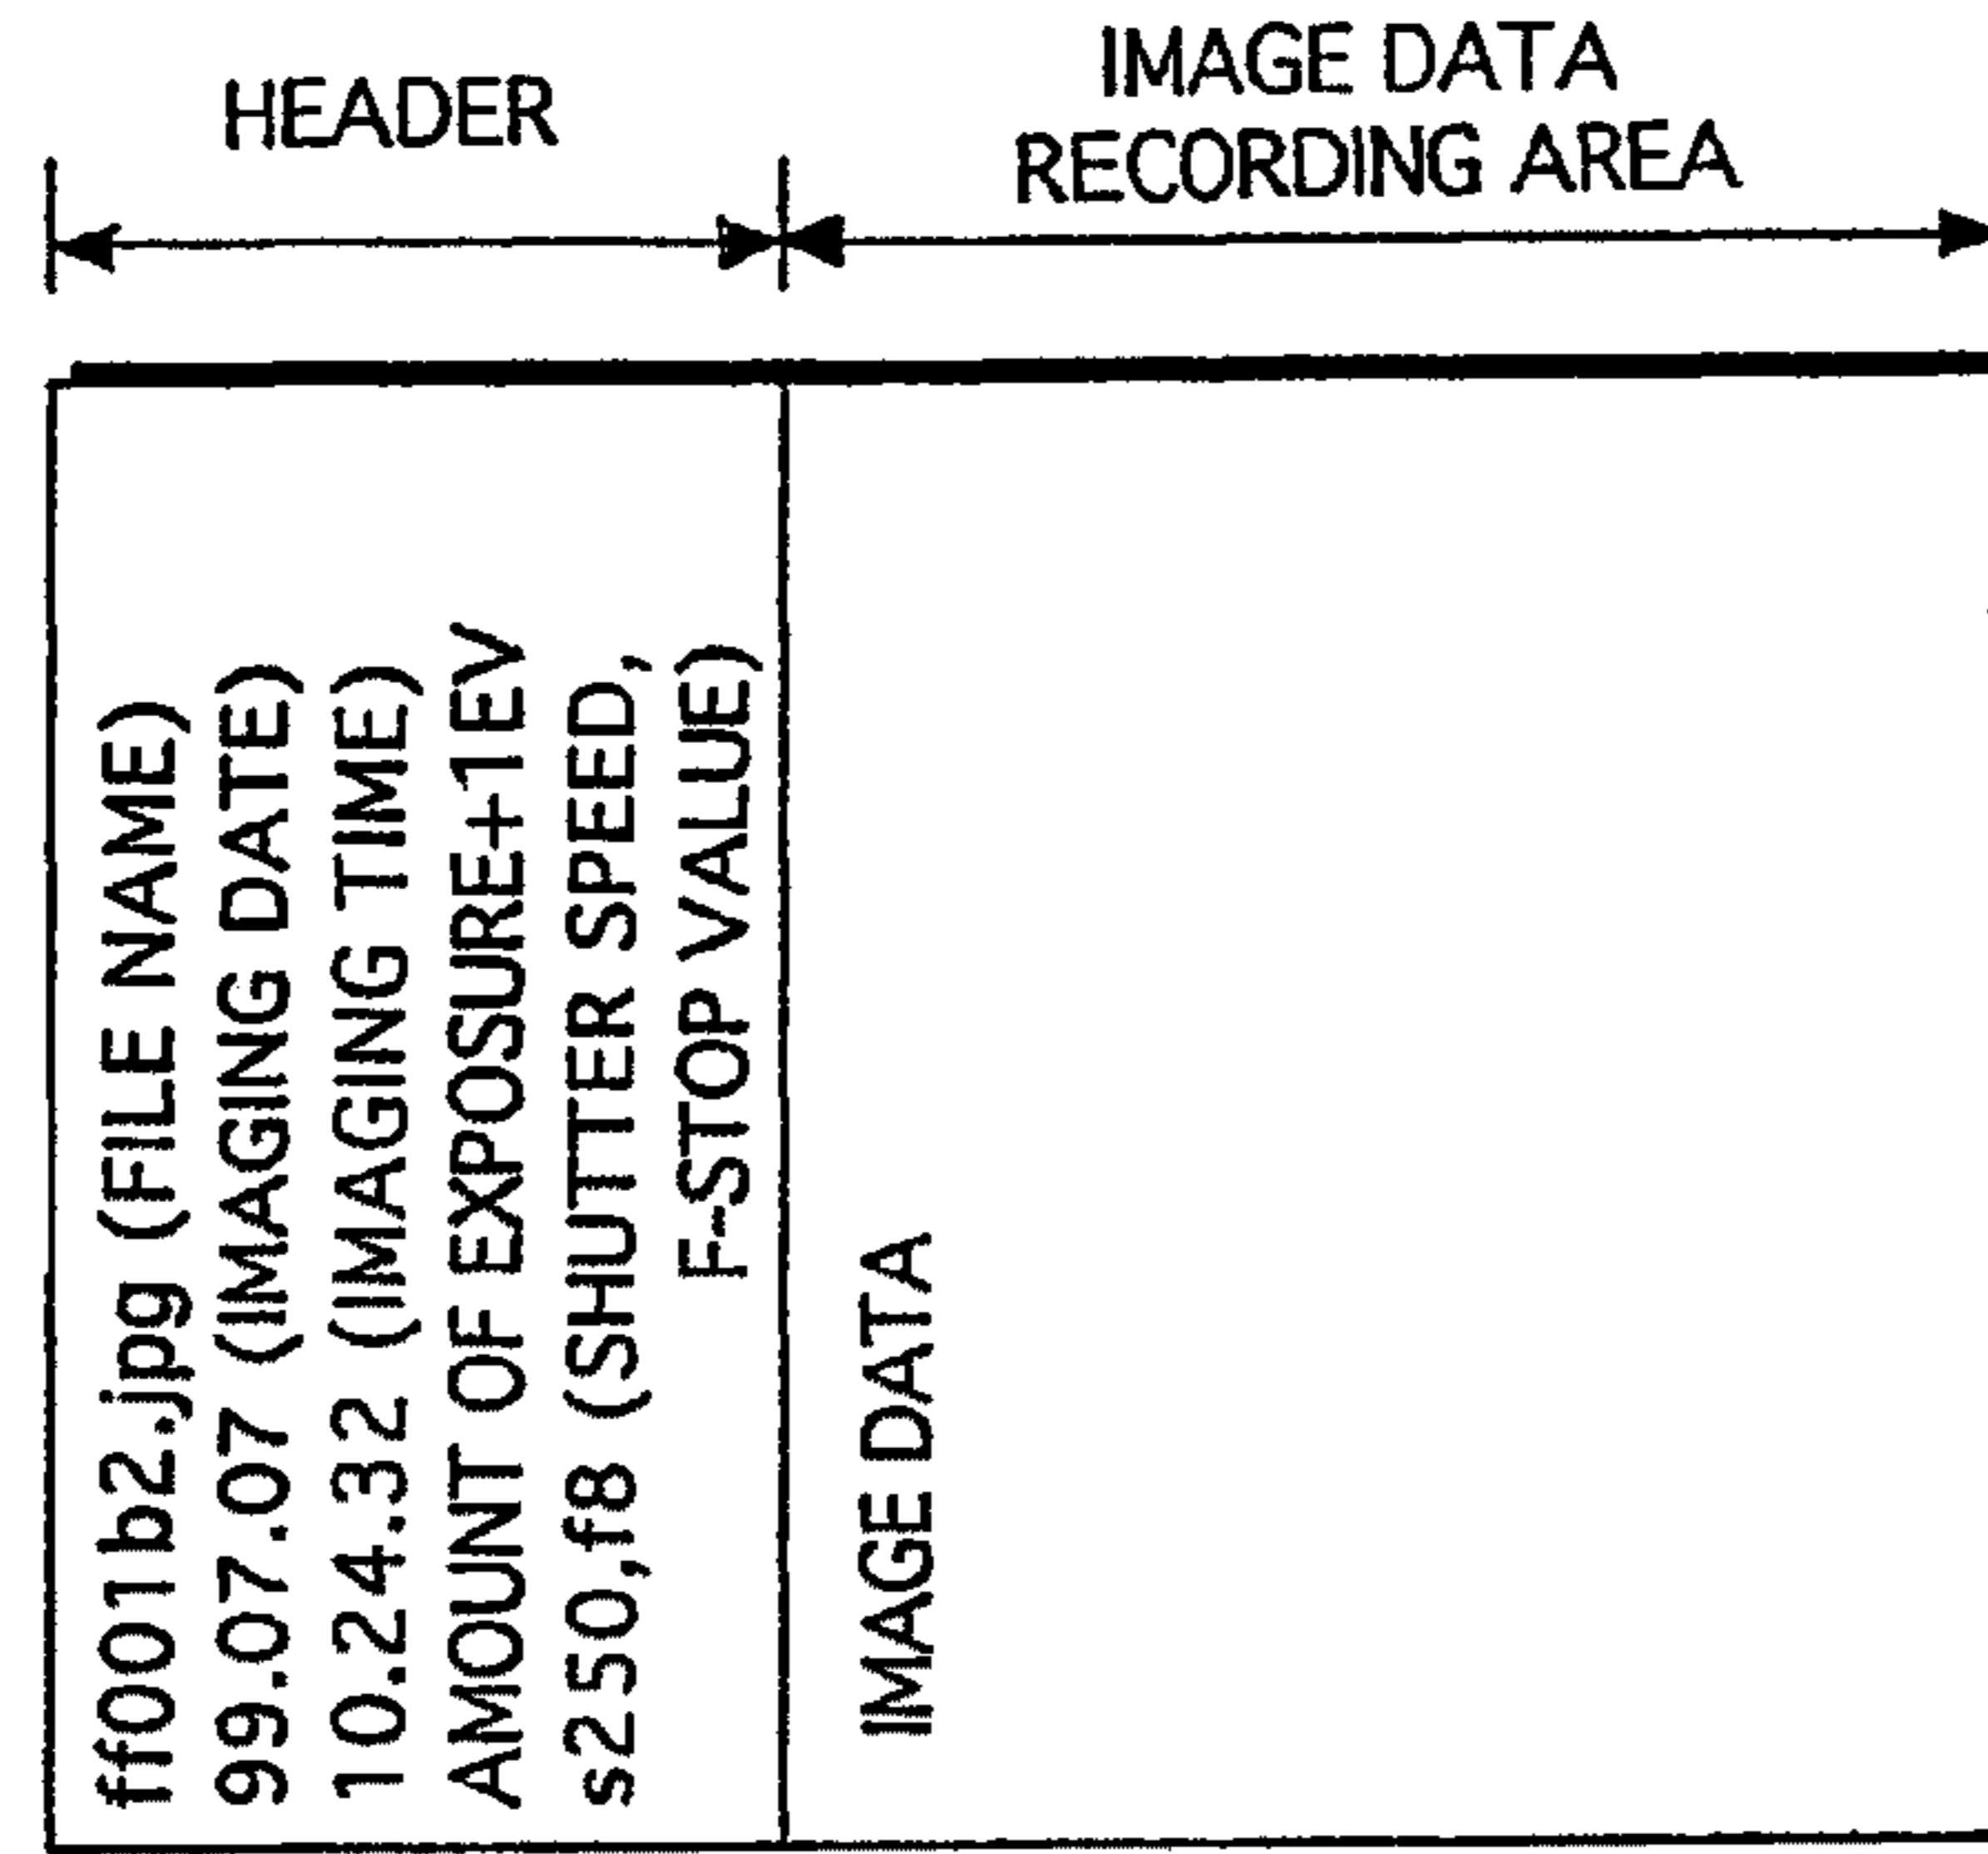 HEADER
IMAGE DATA
RECORDING AREA
ff001b2.jpg (FILE NAME)
99.07.07 (IMAGING DATE)
10.24.32 (IMAGING TIME)
AMOUNT OF EXPOSURE+1EV
s250,f8 (SHUTTER SPEED,
F-STOP VALUE)
IMAGE DATA